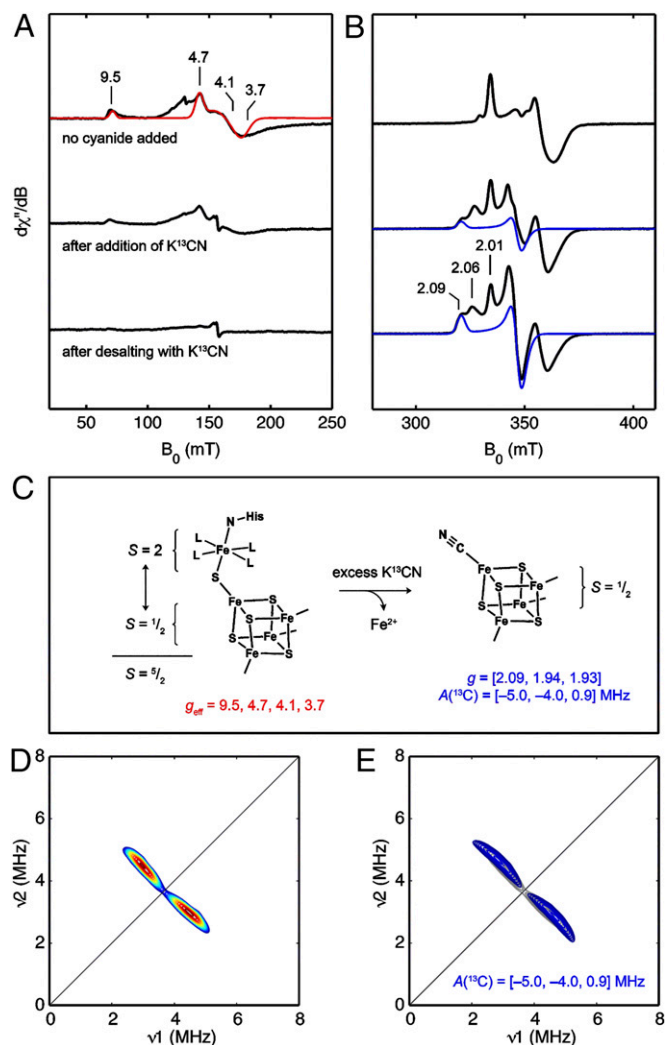 A
B
9.5
4.7
4.1
3.7
no cyanide added
after addition of K¹³CN
2.09
2.06
2.01
after desalting with K¹³CN
dχ"/dB
50
100
150
200
250
300
350
400
B₀ (mT)
B₀ (mT)
C
N—His
S = 2
L
Fe
L
L
L
S
S = ½
Fe
S
S
Fe
Fe
S
Fe
S
S = ⁵/₂
g_eff = 9.5, 4.7, 4.1, 3.7
excess K¹³CN
Fe²⁺
N
C
Fe
S
S
Fe
S
Fe
Fe
S
S = ½
g = [2.09, 1.94, 1.93]
A(¹³C) = [–5.0, –4.0, 0.9] MHz
D
8
6
4
2
0
0 2 4 6 8
ν2 (MHz)
ν1 (MHz)
E
8
6
4
2
0
0 2 4 6 8
ν2 (MHz)
ν1 (MHz)
A(¹³C) = [–5.0, –4.0, 0.9] MHz